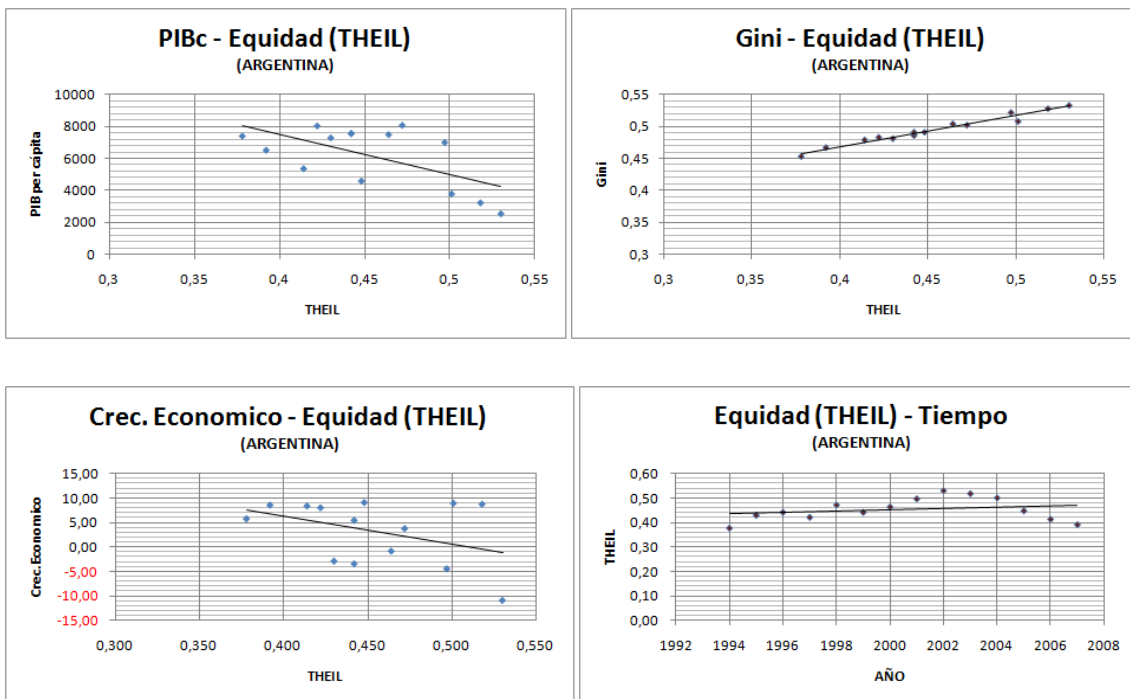 PIBc - Equidad (THEIL)
(ARGENTINA)
PIB per cápita
10000
8000
6000
4000
2000
0
0,3 0,35 0,4 0,45 0,5 0,55
THEIL
Gini - Equidad (THEIL)
(ARGENTINA)
Gini
0,55
0,5
0,45
0,4
0,35
0,3
0,3 0,35 0,4 0,45 0,5 0,55
THEIL
Crec. Economico - Equidad (THEIL)
(ARGENTINA)
Crec. Economico
15,00
10,00
5,00
0,00
-5,00
-10,00
-15,00
0,300 0,350 0,400 0,450 0,500 0,550
THEIL
Equidad (THEIL) - Tiempo
(ARGENTINA)
THEIL
0,60
0,50
0,40
0,30
0,20
0,10
0,00
1992 1994 1996 1998 2000 2002 2004 2006 2008
AÑO